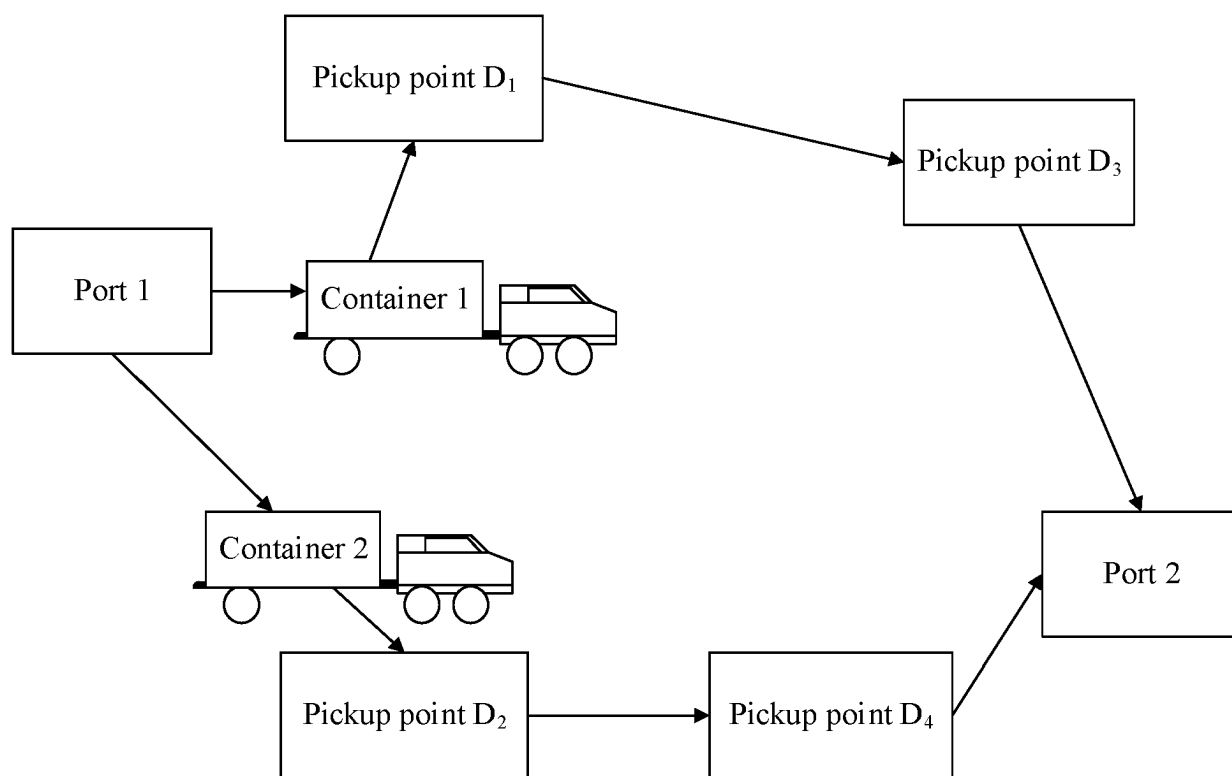 Pickup point D₁
Pickup point D₃
Port 1
Container 1
Container 2
Port 2
Pickup point D₂
Pickup point D₄